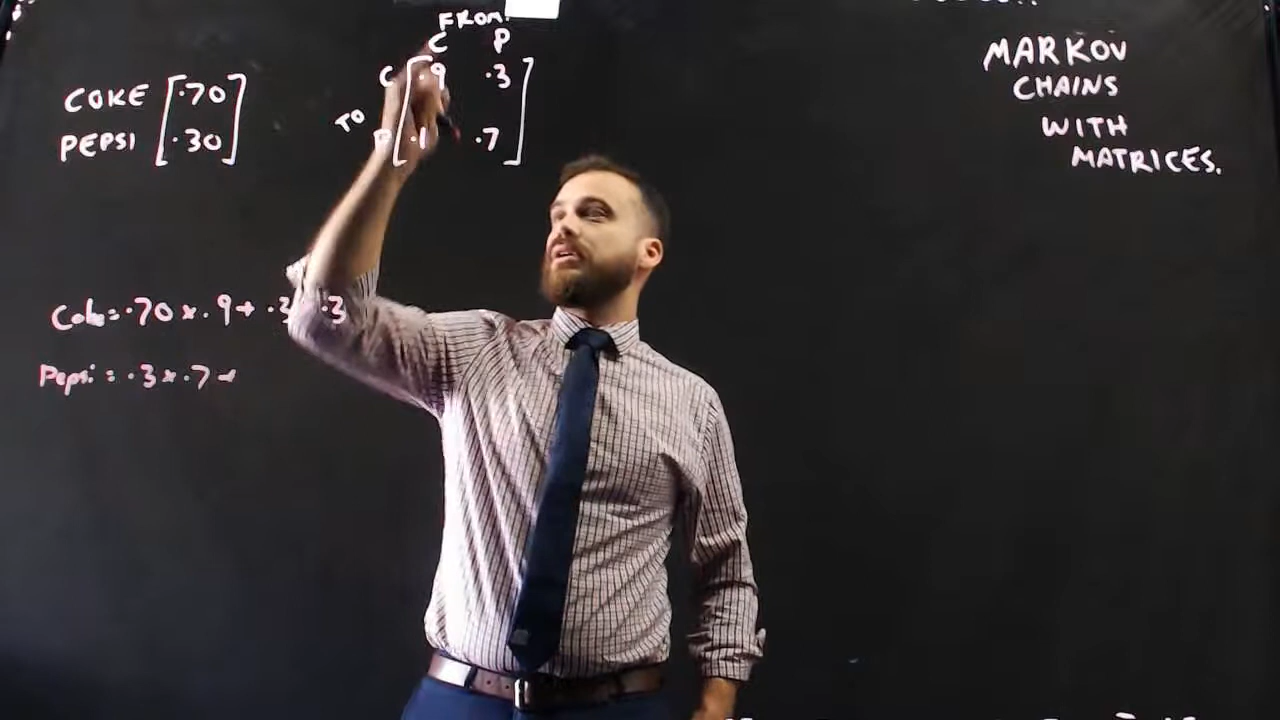 FROM:
C P
COKE [.70]
PEPSI [.30]
C [.9 .3]
TO
P [.1 .7]
MARKOV
CHAINS
WITH
MATRICES.
Coke = .70 x .9 + .3 .3
Pepsi = .3 x .7 +